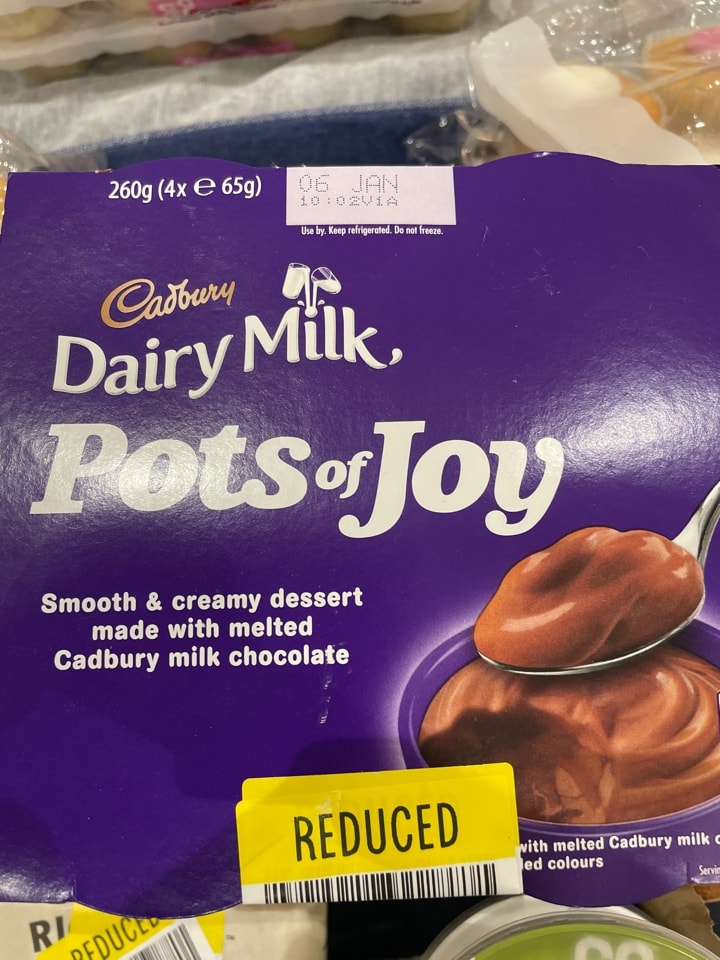 260g (4x ℮ 65g)
06 JAN
10:02V1A
Use by. Keep refrigerated. Do not freeze.
Cadbury
Dairy Milk
Pots of Joy
Smooth & creamy dessert
made with melted
Cadbury milk chocolate
REDUCED
with melted Cadbury milk c
ed colours
Servin
REDUCED